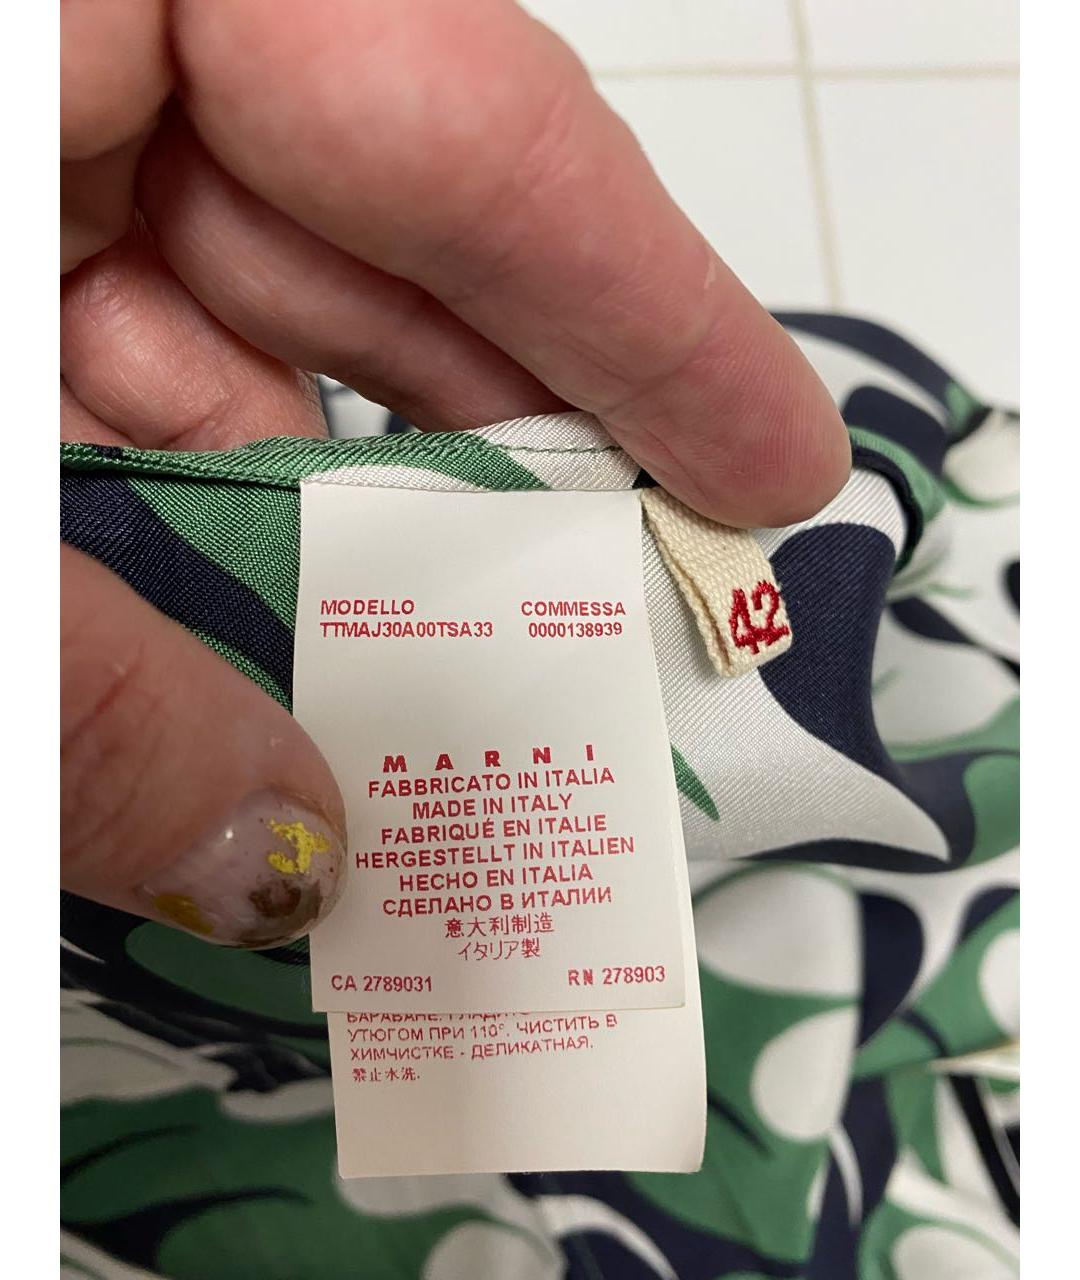 MODELLO COMMESSA
TTMAJ30A00TSA33 0000138939
42
MARNI
FABBRICATO IN ITALIA
MADE IN ITALY
FABRIQUÉ EN ITALIE
HERGESTELLT IN ITALIEN
HECHO EN ITALIA
СДЕЛАНО В ИТАЛИИ
意大利制造
イタリア製
CA 2789031 RN 278903
БАРАБАНЕ.
УТЮГОМ ПРИ 110°. ЧИСТИТЬ В
ХИМЧИСТКЕ - ДЕЛИКАТНАЯ.
禁止水洗.